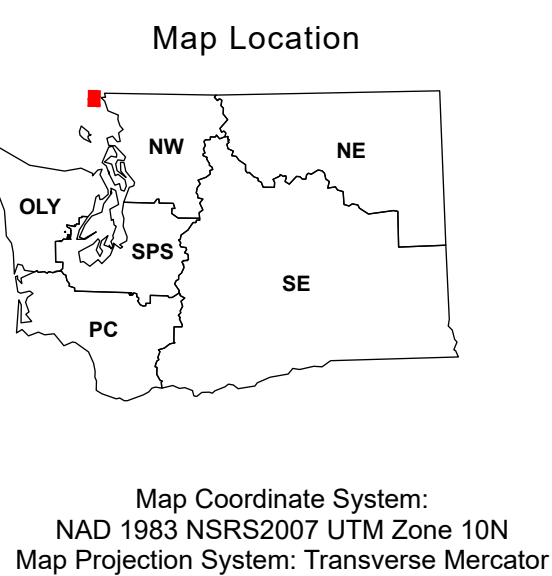 Map Location
NW
NE
OLY
SPS
SE
PC
Map Coordinate System:
NAD 1983 NSRS2007 UTM Zone 10N
Map Projection System: Transverse Mercator